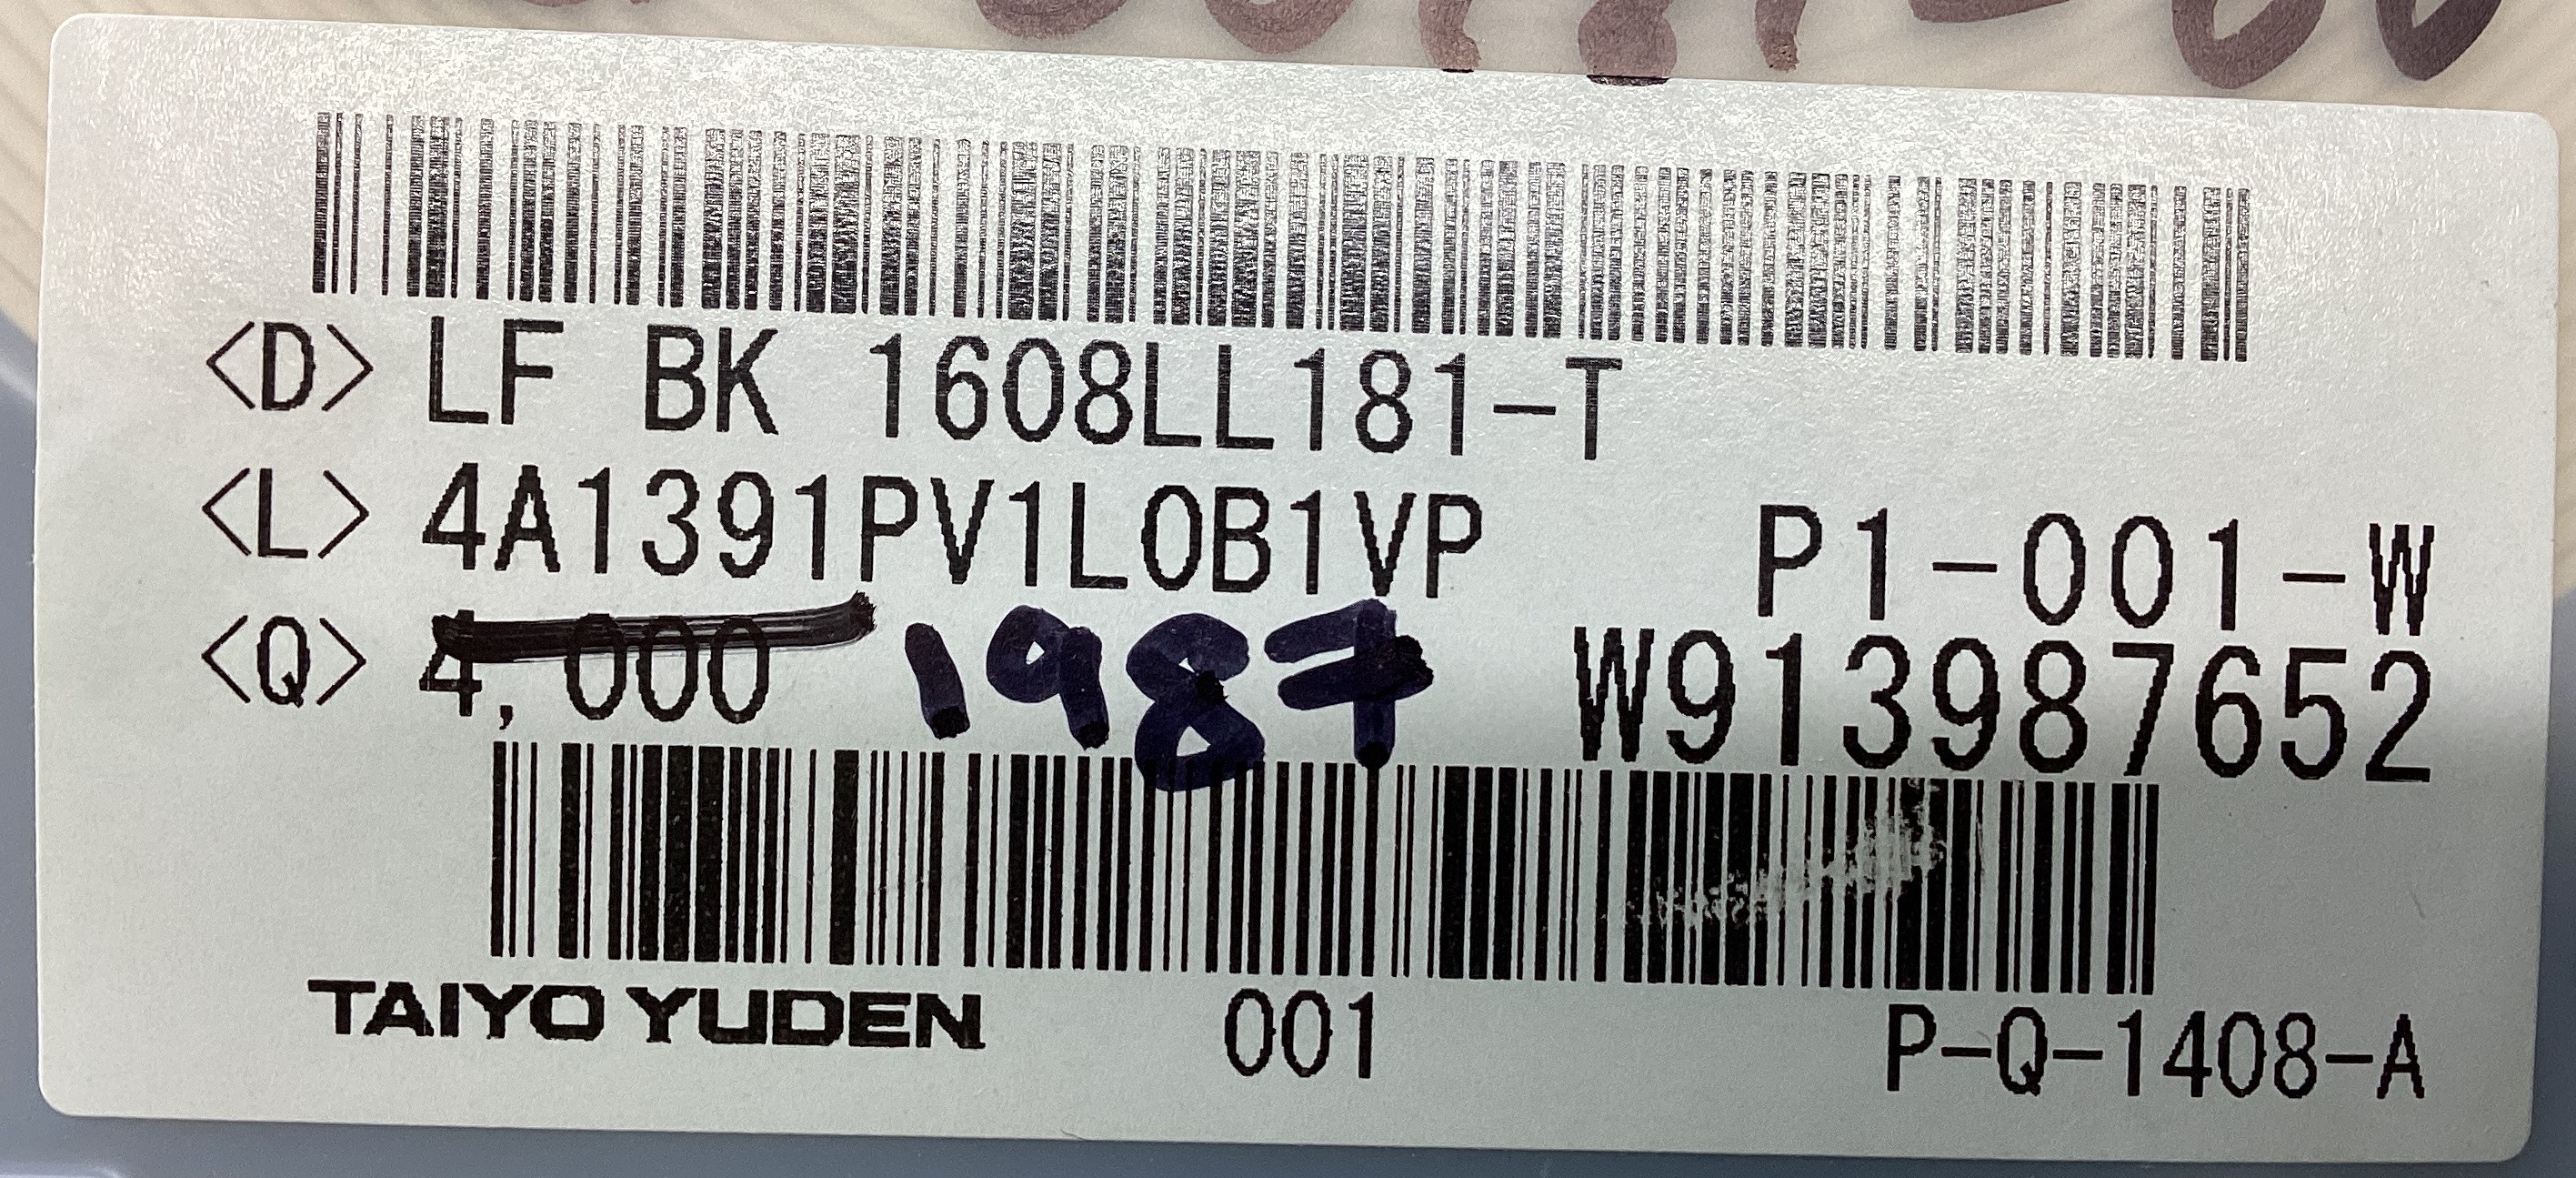 <D> LF BK 1608LL181-T
<L> 4A1391PV1L0B1VP P1-001-W
<Q> 4,000 1987 W913987652
TAIYO YUDEN 001 P-Q-1408-A